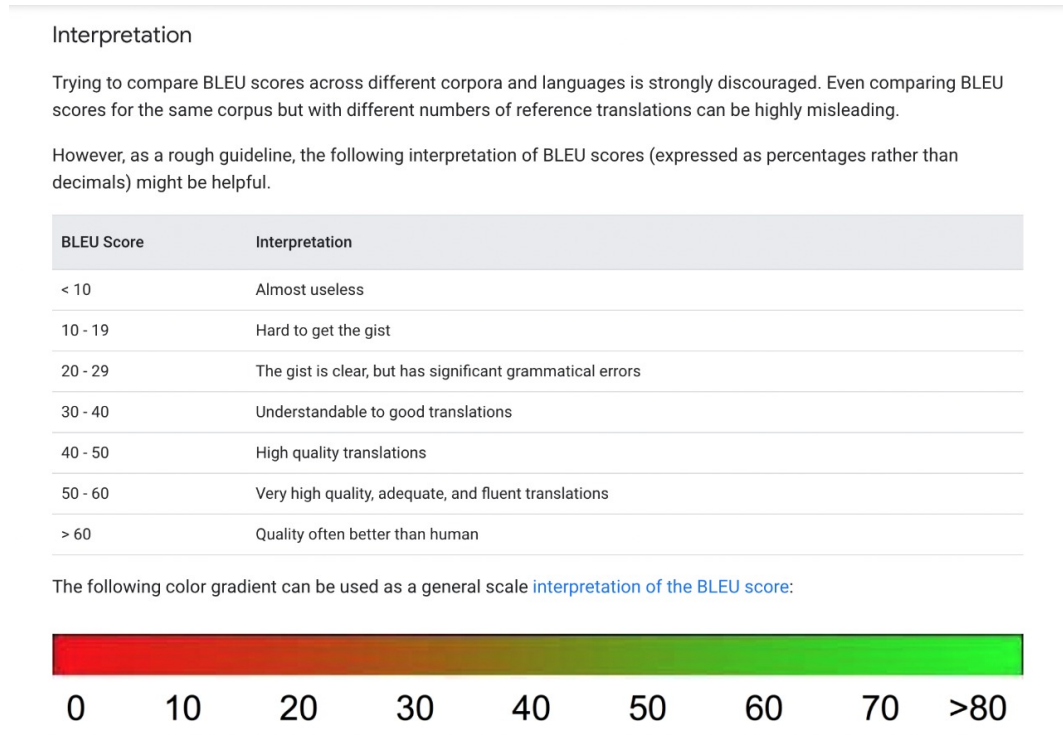 Interpretation
Trying to compare BLEU scores across different corpora and languages is strongly discouraged. Even comparing BLEU
scores for the same corpus but with different numbers of reference translations can be highly misleading.
However, as a rough guideline, the following interpretation of BLEU scores (expressed as percentages rather than
decimals) might be helpful.
BLEU Score Interpretation
< 10 Almost useless
10 - 19 Hard to get the gist
20 - 29 The gist is clear, but has significant grammatical errors
30 - 40 Understandable to good translations
40 - 50 High quality translations
50 - 60 Very high quality, adequate, and fluent translations
> 60 Quality often better than human
The following color gradient can be used as a general scale interpretation of the BLEU score:
0 10 20 30 40 50 60 70 >80